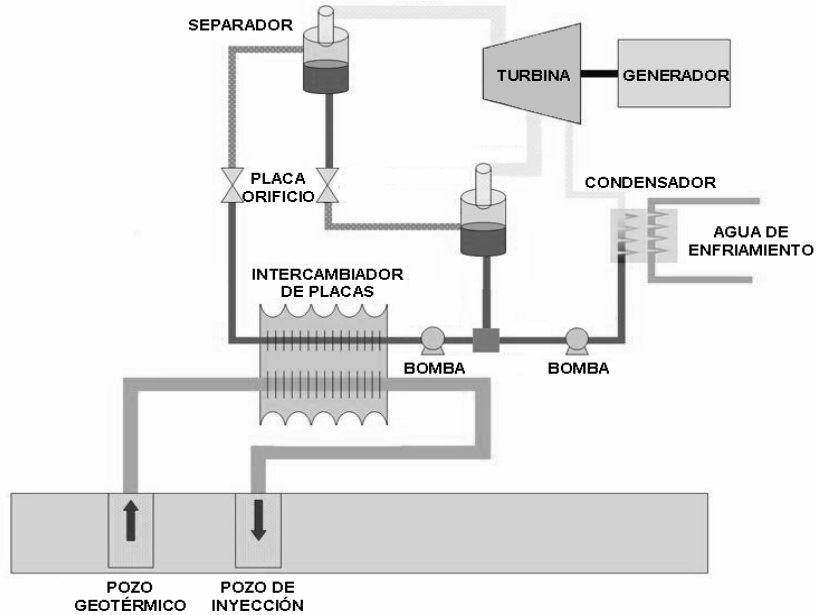 SEPARADOR
TURBINA
GENERADOR
PLACA
ORIFICIO
CONDENSADOR
AGUA DE
ENFRIAMIENTO
INTERCAMBIADOR
DE PLACAS
BOMBA
BOMBA
POZO
GEOTÉRMICO
POZO DE
INYECCIÓN